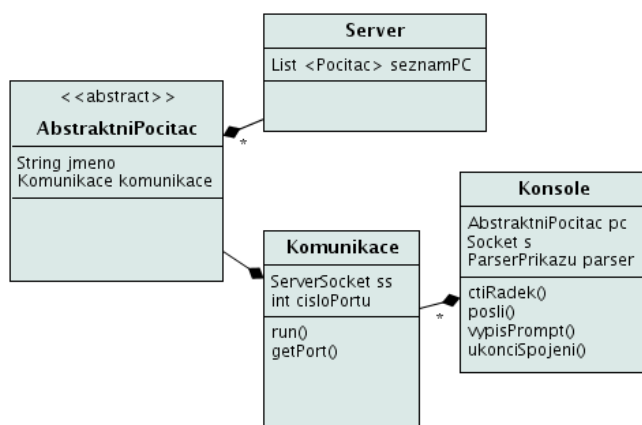 Server
List <Pocitac> seznamPC
<<abstract>>
AbstraktniPocitac
String jmeno
Komunikace komunikace
*
Konsole
AbstraktniPocitac pc
Socket s
ParserPrikazu parser
ctiRadek()
posli()
vypisPrompt()
ukonciSpojeni()
Komunikace
ServerSocket ss
int cisloPortu
run()
getPort()
*